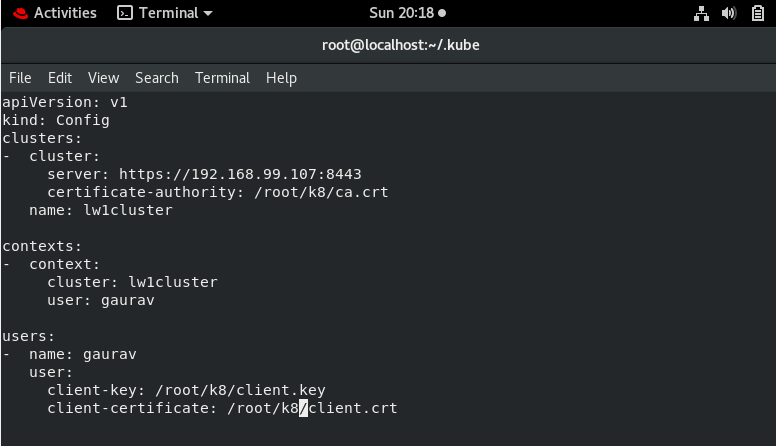 Activities Terminal Sun 20:18
root@localhost:~/.kube
File Edit View Search Terminal Help
apiVersion: v1
kind: Config
clusters:
-  cluster:
     server: https://192.168.99.107:8443
     certificate-authority: /root/k8/ca.crt
   name: lw1cluster
contexts:
-  context:
     cluster: lw1cluster
     user: gaurav
users:
-  name: gaurav
   user:
     client-key: /root/k8/client.key
     client-certificate: /root/k8/client.crt